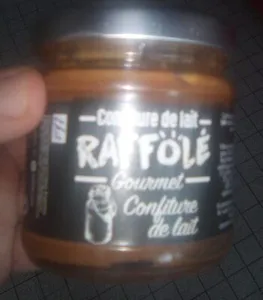 Confiture de lait
RAFFOLÉ
Gourmet
Confiture
de lait